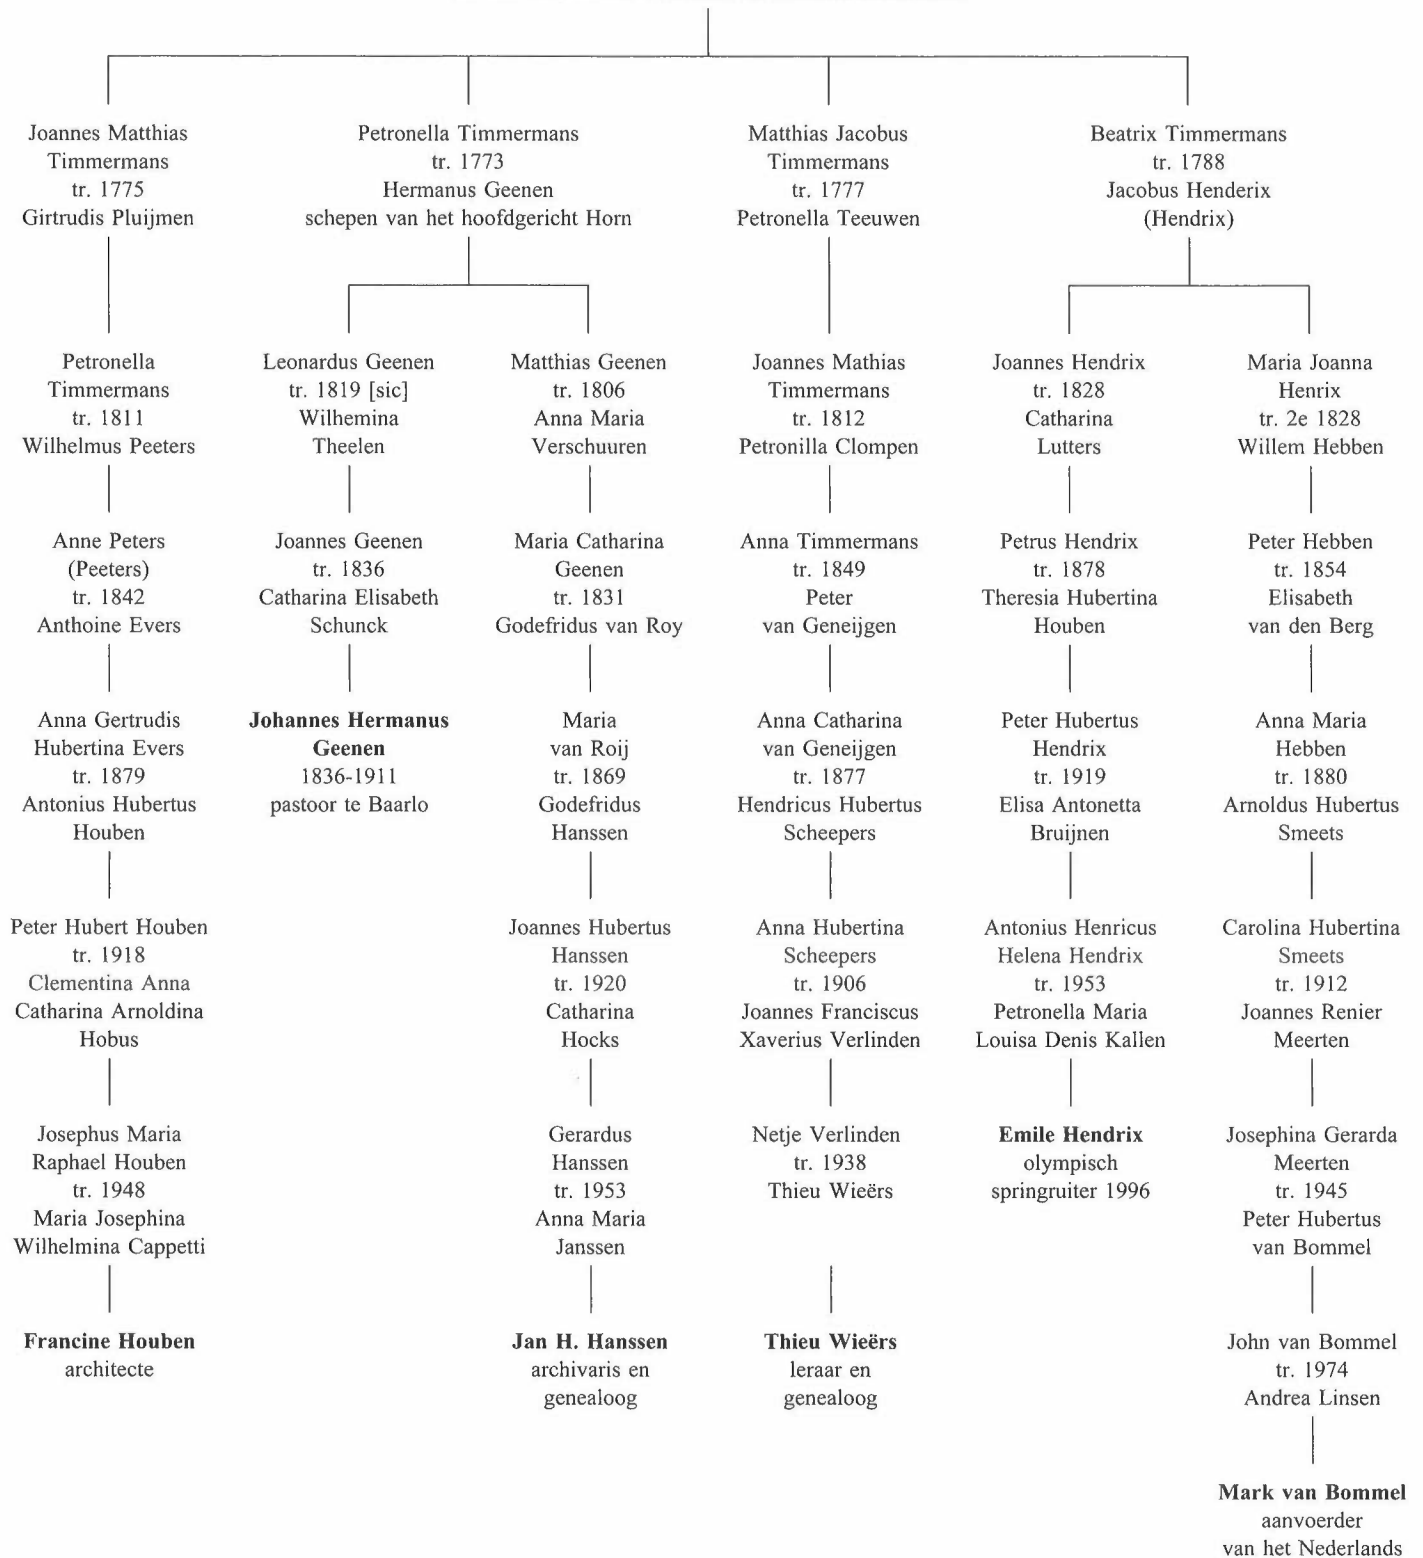 Joannes Matthias
Timmermans
tr. 1775
Girtrudis Pluijmen
Petronella Timmermans
tr. 1773
Hermanus Geenen
schepen van het hoofdgericht Horn
Matthias Jacobus
Timmermans
tr. 1777
Petronella Teeuwen
Beatrix Timmermans
tr. 1788
Jacobus Henderix
(Hendrix)
Petronella
Timmermans
tr. 1811
Wilhelmus Peeters
Leonardus Geenen
tr. 1819 [sic]
Wilhemina
Theelen
Matthias Geenen
tr. 1806
Anna Maria
Verschuuren
Joannes Mathias
Timmermans
tr. 1812
Petronilla Clompen
Joannes Hendrix
tr. 1828
Catharina
Lutters
Maria Joanna
Henrix
tr. 2e 1828
Willem Hebben
Anne Peters
(Peeters)
tr. 1842
Anthoine Evers
Joannes Geenen
tr. 1836
Catharina Elisabeth
Schunck
Maria Catharina
Geenen
tr. 1831
Godefridus van Roy
Anna Timmermans
tr. 1849
Peter
van Geneijgen
Petrus Hendrix
tr. 1878
Theresia Hubertina
Houben
Peter Hebben
tr. 1854
Elisabeth
van den Berg
Anna Gertrudis
Hubertina Evers
tr. 1879
Antonius Hubertus
Houben
Johannes Hermanus
Geenen
1836-1911
pastoor te Baarlo
Maria
van Roij
tr. 1869
Godefridus
Hanssen
Anna Catharina
van Geneijgen
tr. 1877
Hendricus Hubertus
Scheepers
Peter Hubertus
Hendrix
tr. 1919
Elisa Antonetta
Bruijnen
Anna Maria
Hebben
tr. 1880
Arnoldus Hubertus
Smeets
Peter Hubert Houben
tr. 1918
Clementina Anna
Catharina Arnoldina
Hobus
Joannes Hubertus
Hanssen
tr. 1920
Catharina
Hocks
Anna Hubertina
Scheepers
tr. 1906
Joannes Franciscus
Xaverius Verlinden
Antonius Henricus
Helena Hendrix
tr. 1953
Petronella Maria
Louisa Denis Kallen
Carolina Hubertina
Smeets
tr. 1912
Joannes Renier
Meerten
Josephus Maria
Raphael Houben
tr. 1948
Maria Josephina
Wilhelmina Cappetti
Gerardus
Hanssen
tr. 1953
Anna Maria
Janssen
Netje Verlinden
tr. 1938
Thieu Wieërs
Emile Hendrix
olympisch
springruiter 1996
Josephina Gerarda
Meerten
tr. 1945
Peter Hubertus
van Bommel
Francine Houben
architecte
Jan H. Hanssen
archivaris en
genealoog
Thieu Wieërs
leraar en
genealoog
John van Bommel
tr. 1974
Andrea Linsen
Mark van Bommel
aanvoerder
van het Nederlands